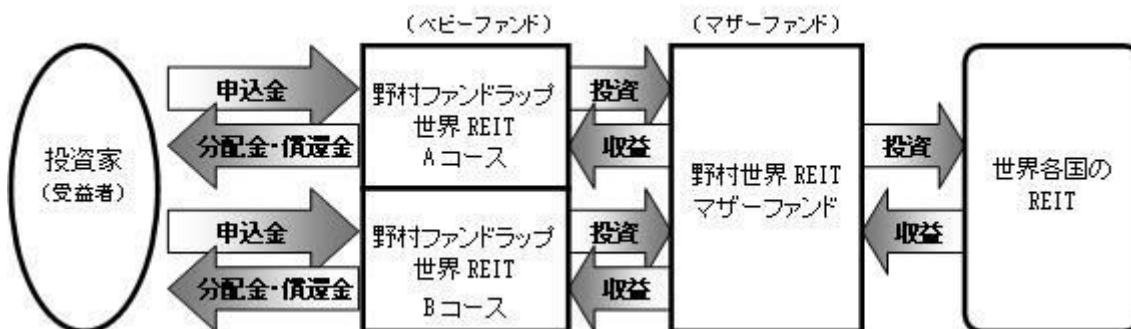 (ベビーファンド)
(マザーファンド)
投資家
(受益者)
申込金
分配金・償還金
野村ファンドラップ
世界 REIT
A コース
投資
収益
申込金
分配金・償還金
野村ファンドラップ
世界 REIT
B コース
投資
収益
野村世界 REIT
マザーファンド
投資
収益
世界各国の
REIT